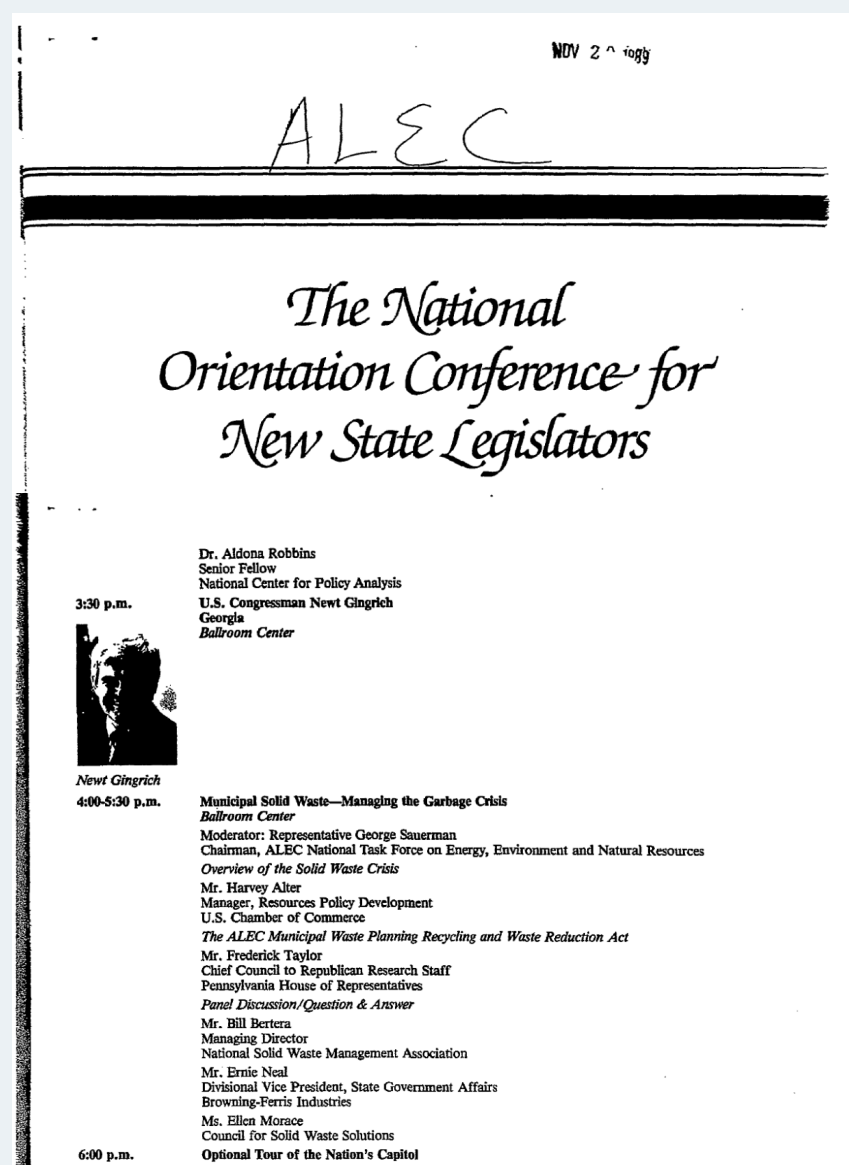 NOV 2
ALEC
The National
Orientation Conference for
New State Legislators
Dr. Aldona Robbins
Senior Fellow
National Center for Policy Analysis
3:30 p.m. U.S. Congressman Newt Gingrich
Georgia
Ballroom Center
Newt Gingrich
4:00-5:30 p.m. Municipal Solid Waste—Managing the Garbage Crisis
Ballroom Center
Moderator: Representative George Sauerman
Chairman, ALEC National Task Force on Energy, Environment and Natural Resources
Overview of the Solid Waste Crisis
Mr. Harvey Alter
Manager, Resources Policy Development
U.S. Chamber of Commerce
The ALEC Municipal Waste Planning Recycling and Waste Reduction Act
Mr. Frederick Taylor
Chief Council to Republican Research Staff
Pennsylvania House of Representatives
Panel Discussion/Question & Answer
Mr. Bill Bertera
Managing Director
National Solid Waste Management Association
Mr. Ernie Neal
Divisional Vice President, State Government Affairs
Browning-Ferris Industries
Ms. Ellen Morace
Council for Solid Waste Solutions
6:00 p.m. Optional Tour of the Nation's Capitol